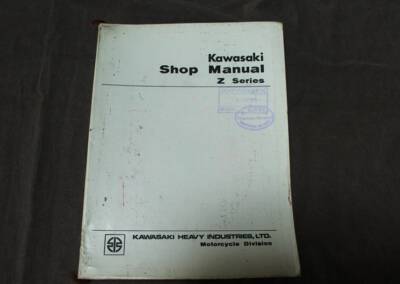 Kawasaki
Shop Manual
Z Series
KAWASAKI HEAVY INDUSTRIES, LTD.
Motorcycle Division